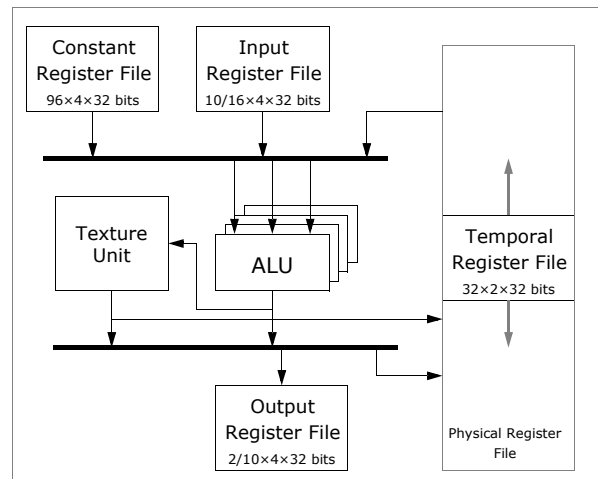 Constant
Register File
96×4×32 bits
Input
Register File
10/16×4×32 bits
Texture
Unit
ALU
Temporal
Register File
32×2×32 bits
Output
Register File
2/10×4×32 bits
Physical Register
File